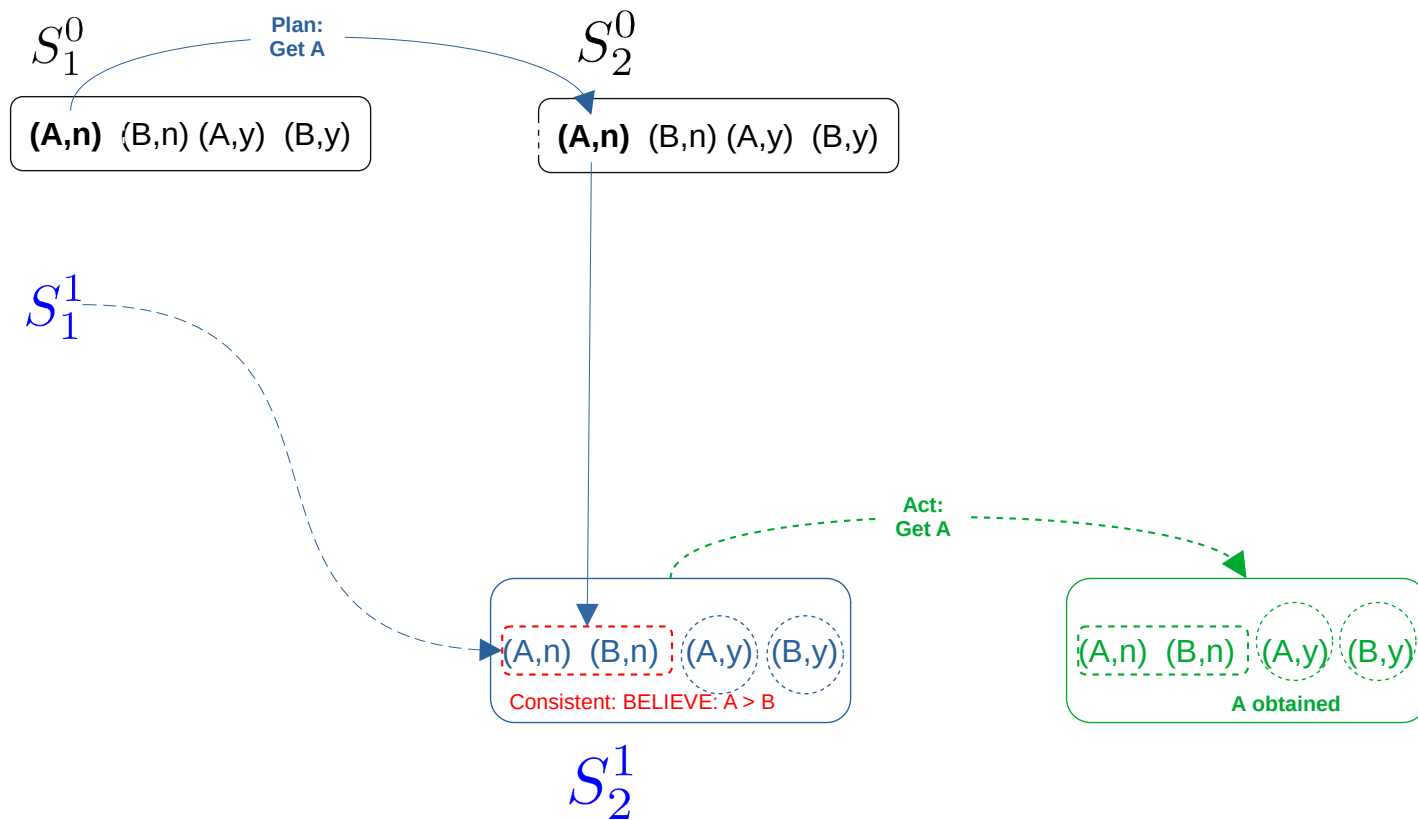 S_1^0
Plan:
Get A
S_2^0
(A,n) (B,n) (A,y) (B,y)
(A,n) (B,n) (A,y) (B,y)
S_1^1
Act:
Get A
(A,n) (B,n) (A,y) (B,y)
Consistent: BELIEVE: A > B
(A,n) (B,n) (A,y) (B,y)
A obtained
S_2^1